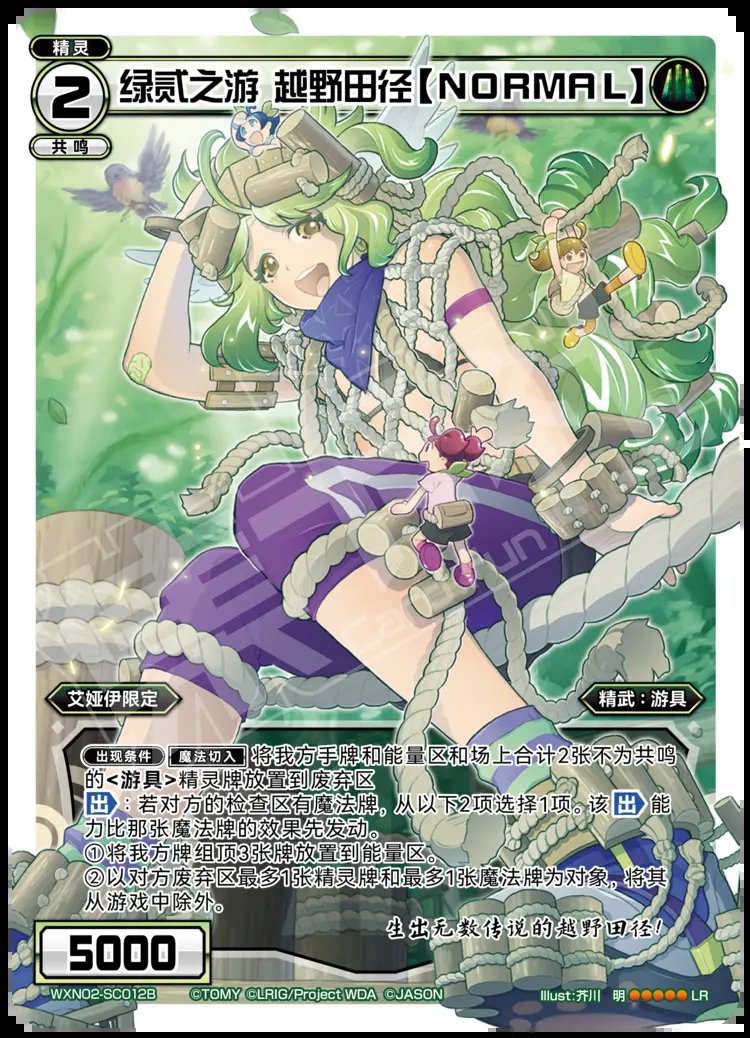 精灵
2
绿贰之游 越野田径【NORMAL】
共鸣
艾娅伊限定
精武：游具
出现条件 魔法切入 将我方手牌和能量区和场上合计2张不为共鸣
的<游具>精灵牌放置到废弃区
出：若对方的检查区有魔法牌，从以下2项选择1项。该 出 能
力比那张魔法牌的效果先发动。
①将我方牌组顶3张牌放置到能量区。
②以对方废弃区最多1张精灵牌和最多1张魔法牌为对象，将其
从游戏中除外。
生出无数传说的越野田径！
5000
WXN02-SC012B ©TOMY ©LRIG/Project WDA ©JASON Illust:芥川 明 LR